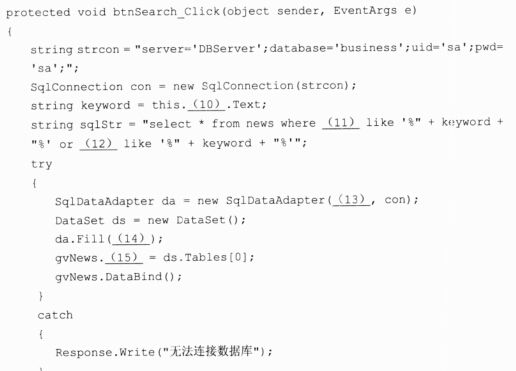 protected void btnSearch_Click(object sender, EventArgs e)
{
string strcon = "server='DBServer';database='business';uid='sa';pwd=
'sa';";
SqlConnection con = new SqlConnection(strcon);
string keyword = this.(10).Text;
string sqlStr = "select * from news where (11) like '%" + keyword +
"%' or (12) like '%" + keyword + "%'";
try
{
SqlDataAdapter da = new SqlDataAdapter((13), con);
DataSet ds = new DataSet();
da.Fill((14));
gvNews.(15) = ds.Tables[0];
gvNews.DataBind();
}
catch
{
Response.Write("无法连接数据库");